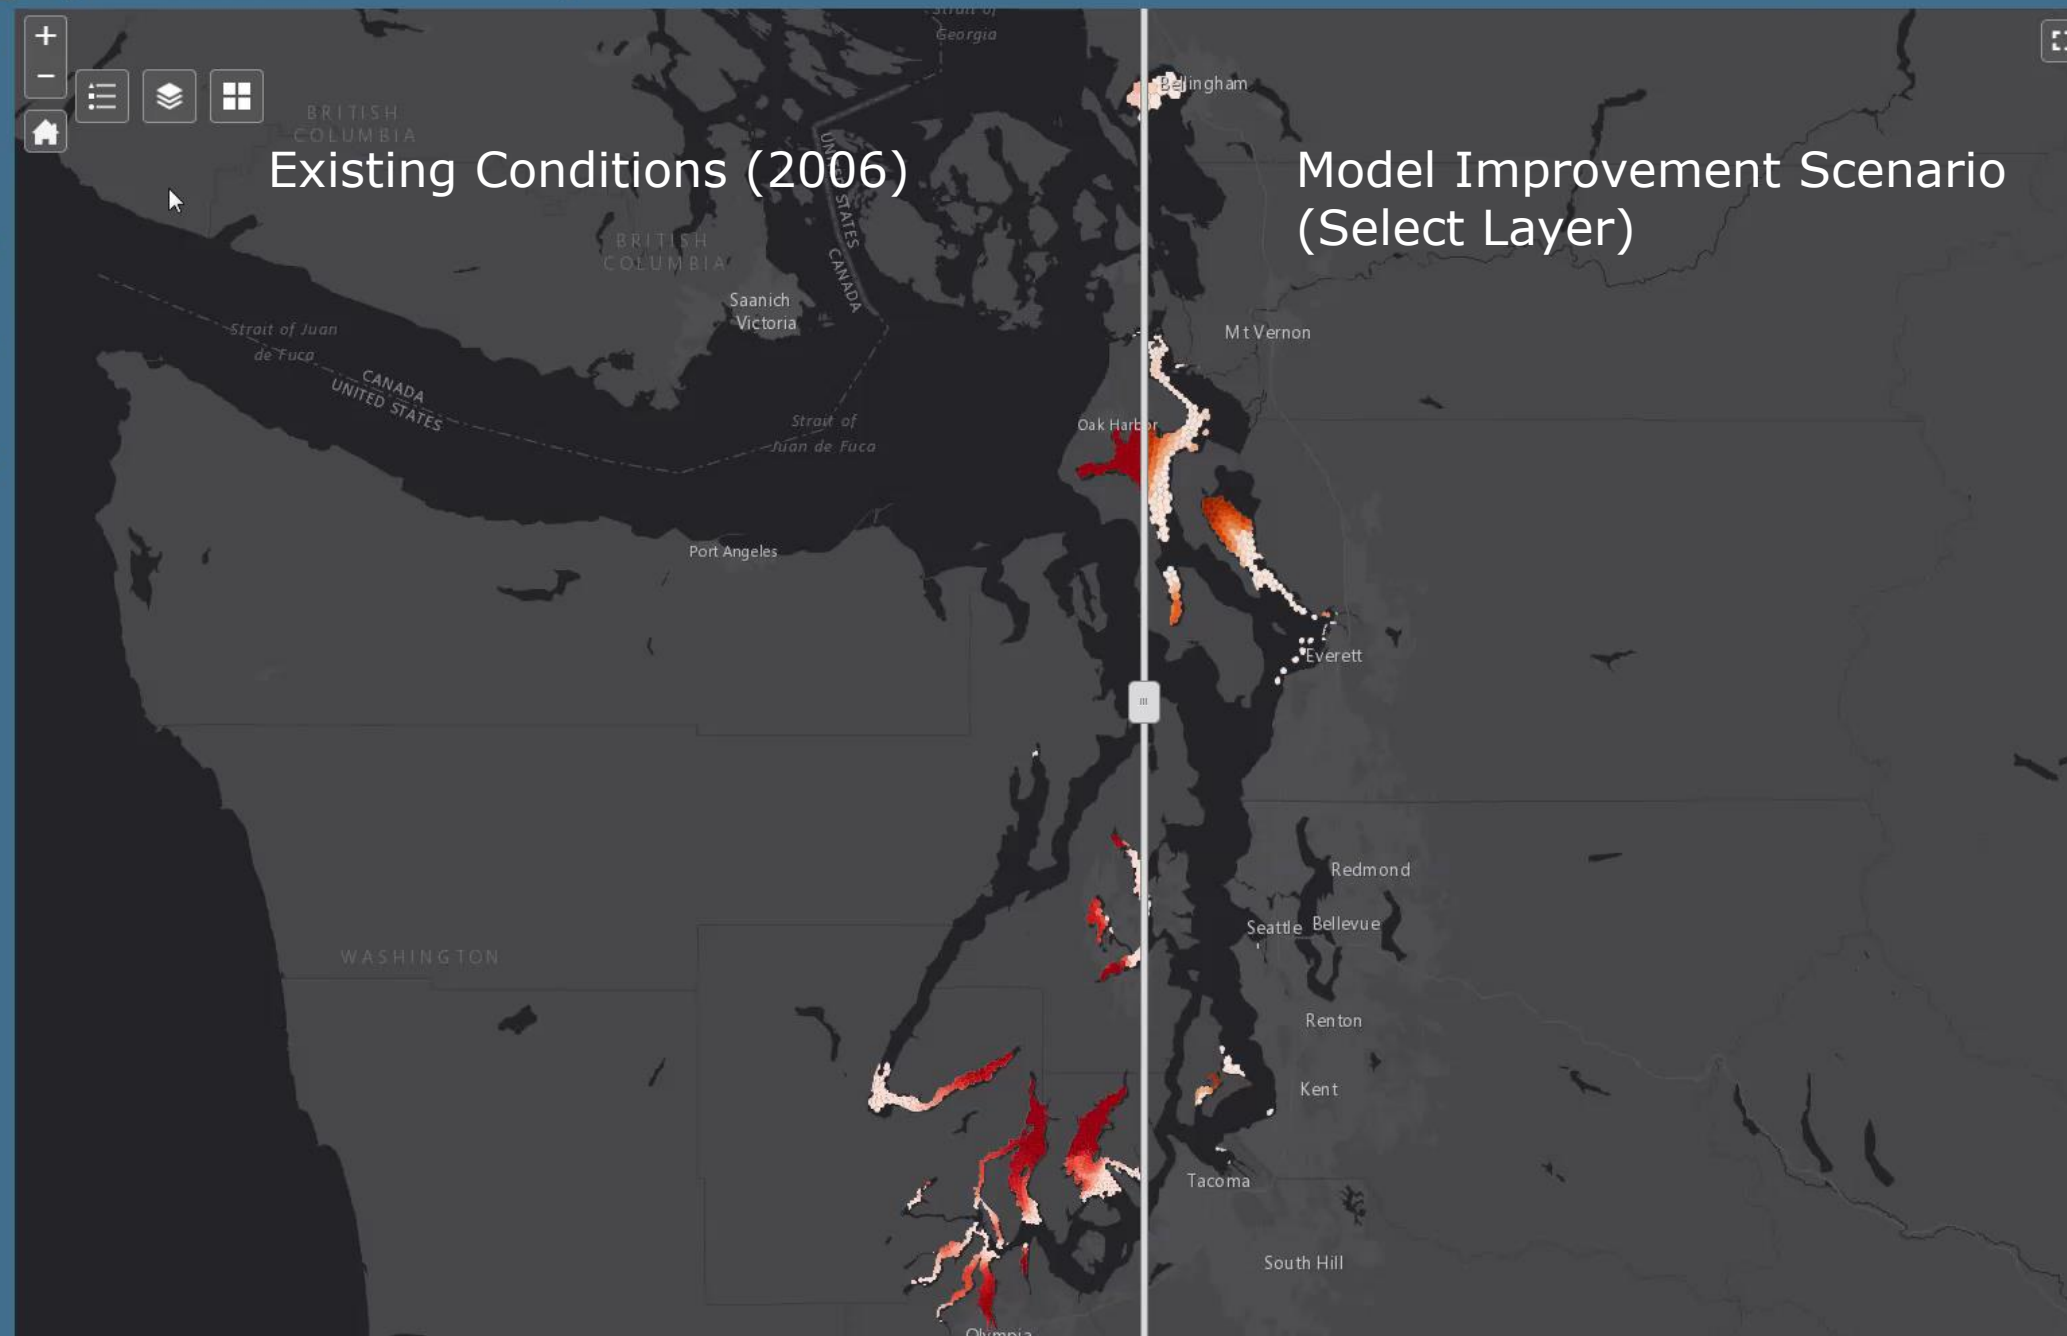 Strait of
Georgia
+
−
Bellingham
BRITISH
COLUMBIA
Existing Conditions (2006)
Model Improvement Scenario
(Select Layer)
UNITED STATES
CANADA
BRITISH
COLUMBIA
Saanich
Victoria
Strait of Juan
de Fuca
Mt Vernon
CANADA
UNITED STATES
Strait of
Juan de Fuca
Oak Harbor
Port Angeles
Everett
Redmond
Seattle
Bellevue
WASHINGTON
Renton
Kent
Tacoma
South Hill
Olympia